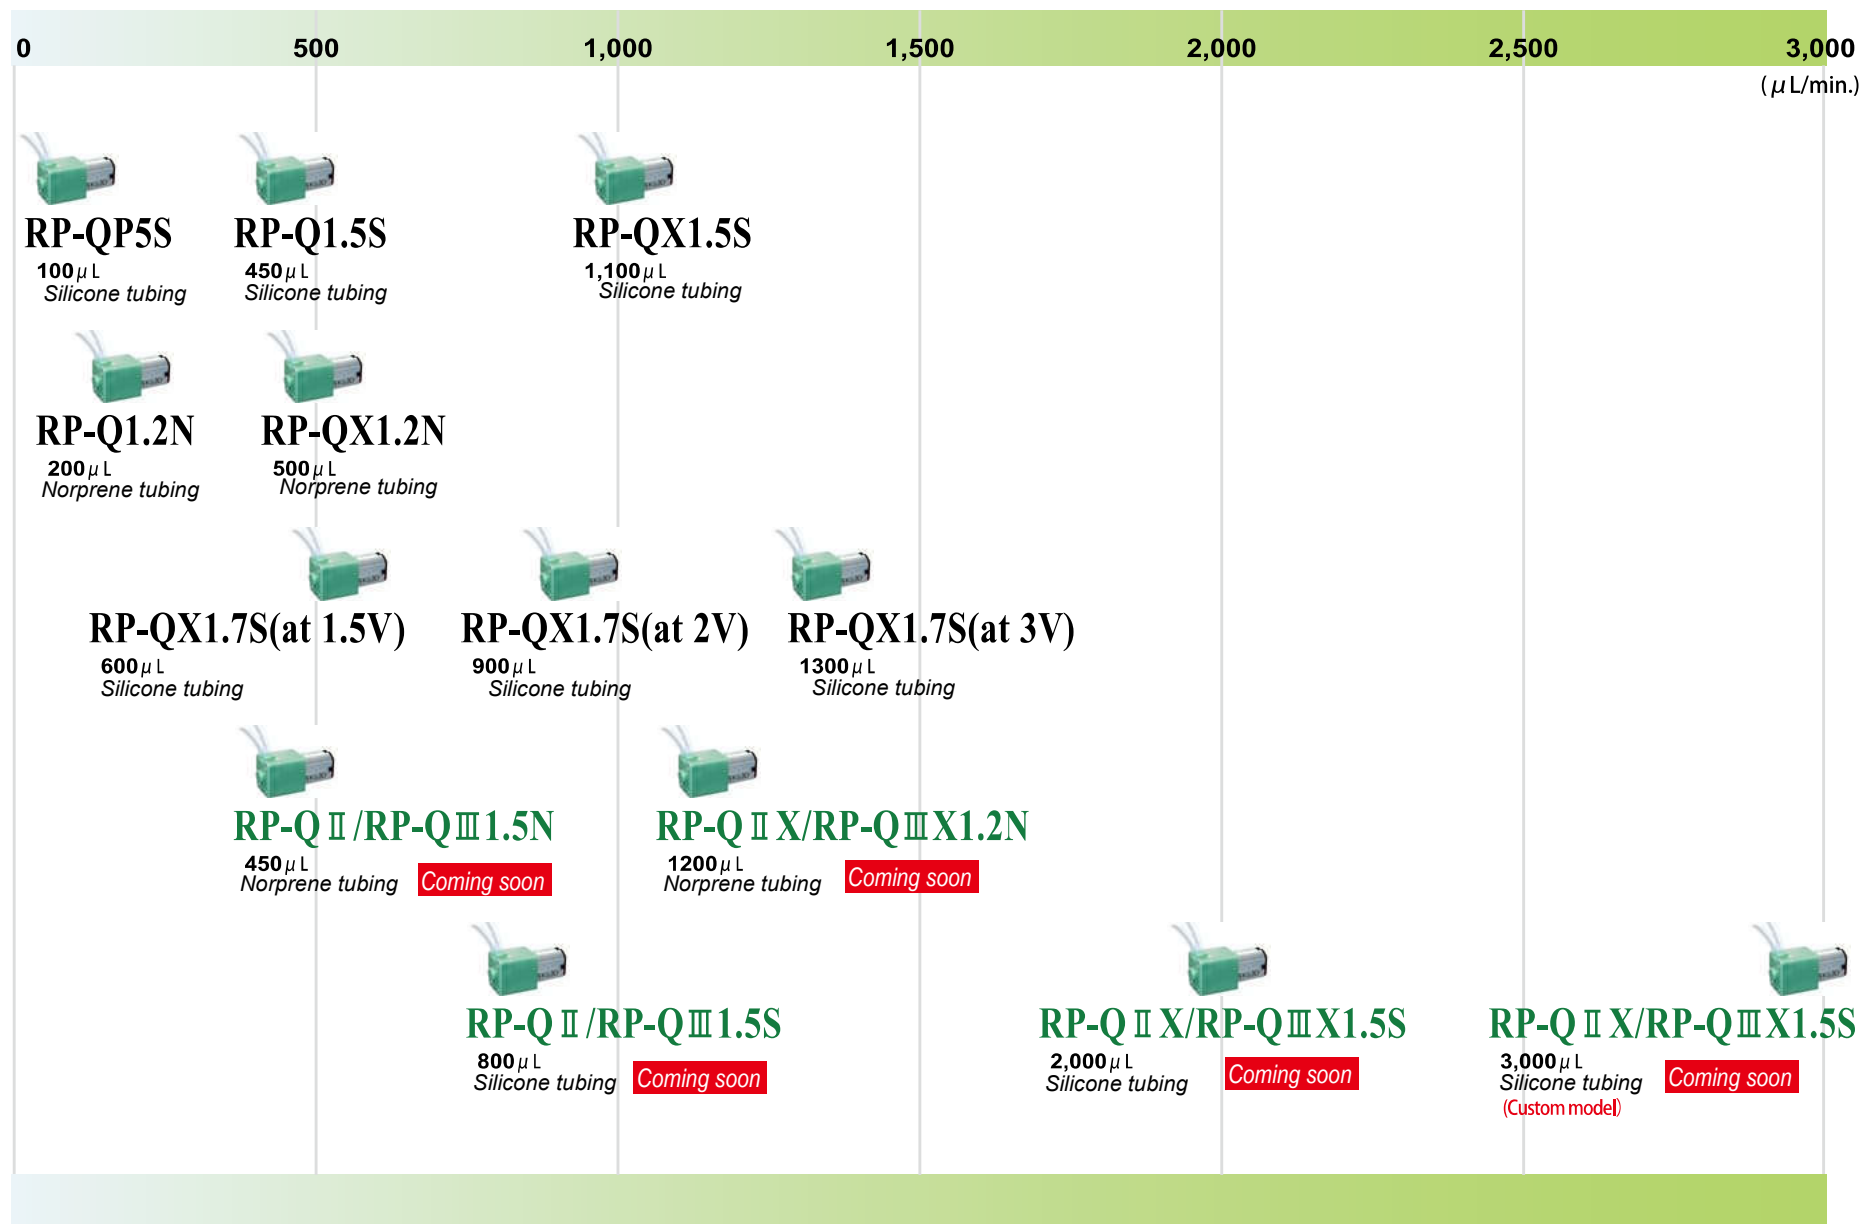 0 500 1,000 1,500 2,000 2,500 3,000
(μL/min.)
RP-QP5S
100μL
Silicone tubing
RP-Q1.5S
450μL
Silicone tubing
RP-QX1.5S
1,100μL
Silicone tubing
RP-Q1.2N
200μL
Norprene tubing
RP-QX1.2N
500μL
Norprene tubing
RP-QX1.7S(at 1.5V)
600μL
Silicone tubing
RP-QX1.7S(at 2V)
900μL
Silicone tubing
RP-QX1.7S(at 3V)
1300μL
Silicone tubing
RP-QⅡ/RP-QⅢ1.5N
450μL
Norprene tubing
Coming soon
RP-QⅡX/RP-QⅢX1.2N
1200μL
Norprene tubing
Coming soon
RP-QⅡ/RP-QⅢ1.5S
800μL
Silicone tubing
Coming soon
RP-QⅡX/RP-QⅢX1.5S
2,000μL
Silicone tubing
Coming soon
RP-QⅡX/RP-QⅢX1.5S
3,000μL
Silicone tubing
(Custom model)
Coming soon